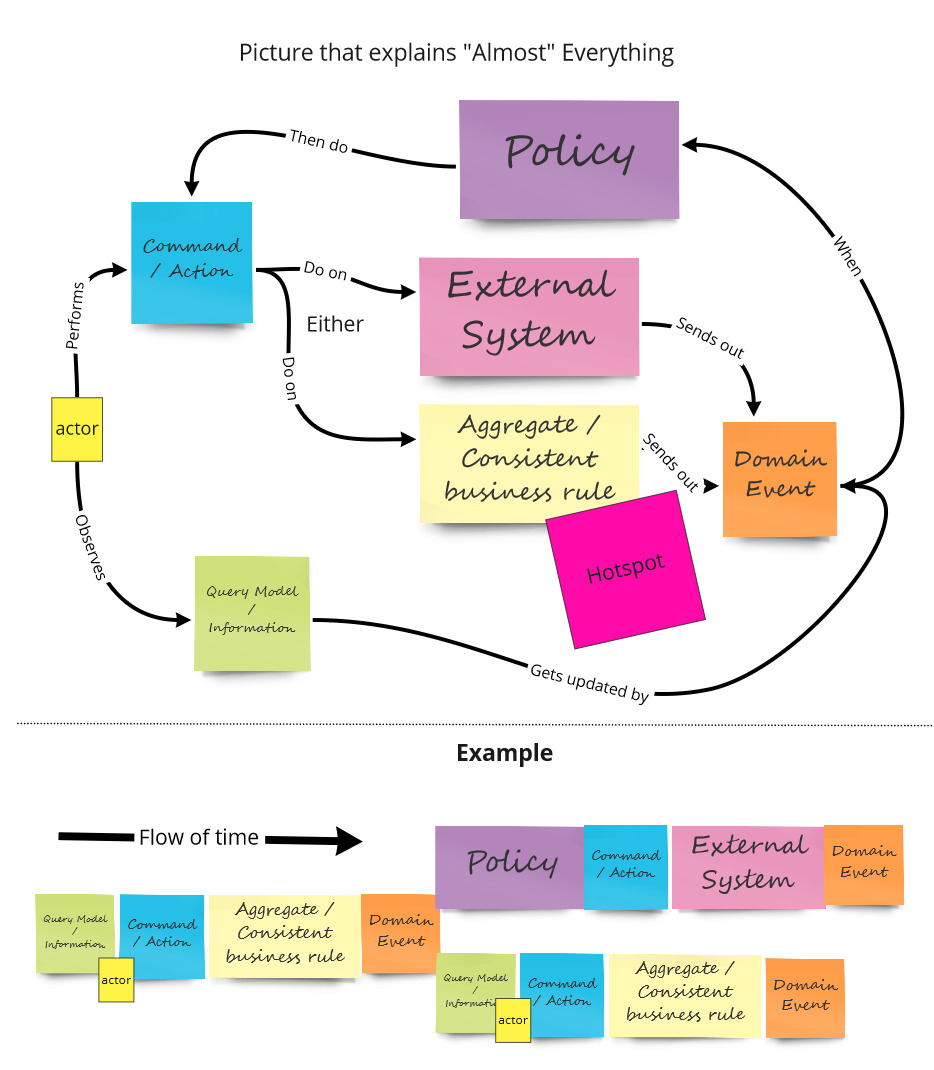 Picture that explains "Almost" Everything
Policy
Then do
When
Command
/ Action
Do on
External
System
Either
Performs
Do on
Sends out
actor
Aggregate /
Consistent
business rule
Sends out
Domain
Event
Observes
Hotspot
Query Model
/
Information
Gets updated by
Example
Flow of time
Query Model
/
Information
actor
Command
/ Action
Aggregate /
Consistent
business rule
Domain
Event
Policy
Command
/ Action
External
System
Domain
Event
Query Model
/
Informati
actor
Command
/ Action
Aggregate /
Consistent
business rule
Domain
Event